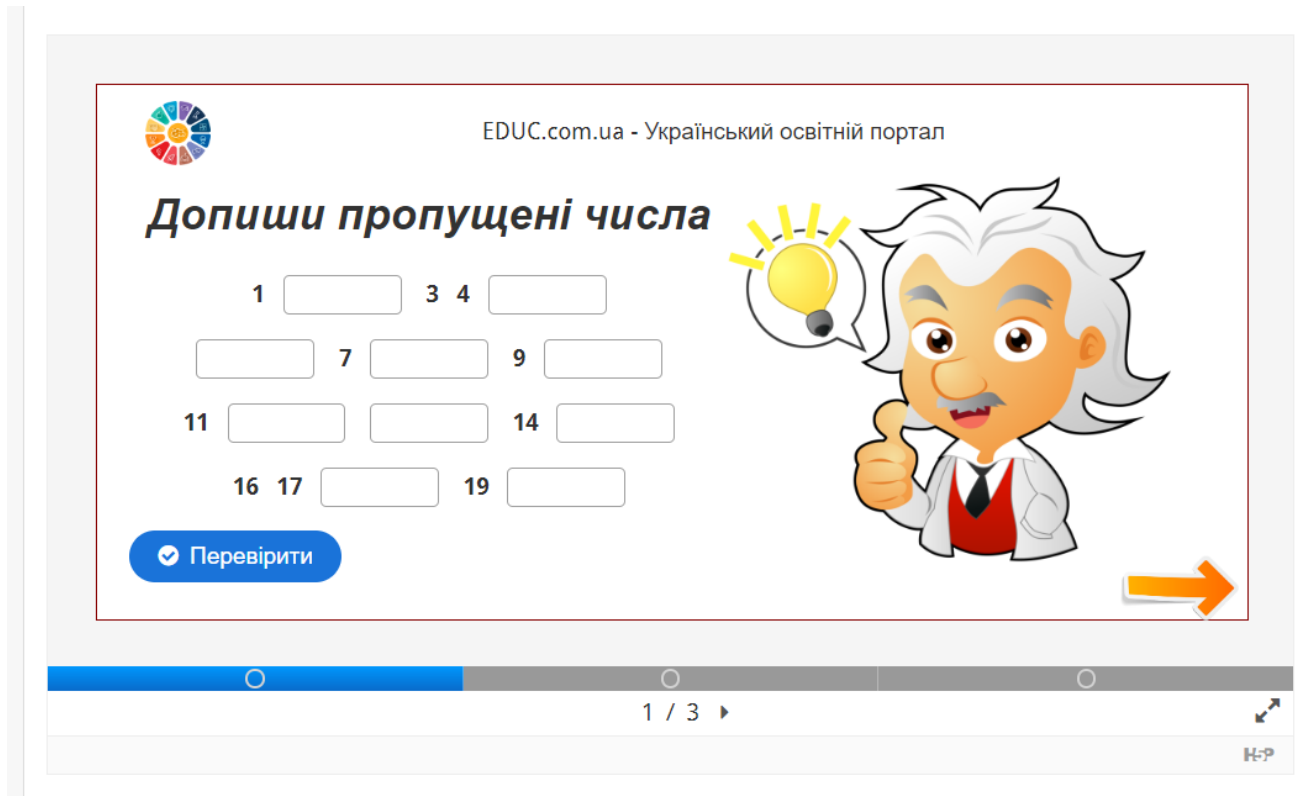 EDUC.com.ua - Український освітній портал
Допиши пропущені числа
1 3 4
7 9
11 14
16 17 19
Перевірити
1 / 3
H5P